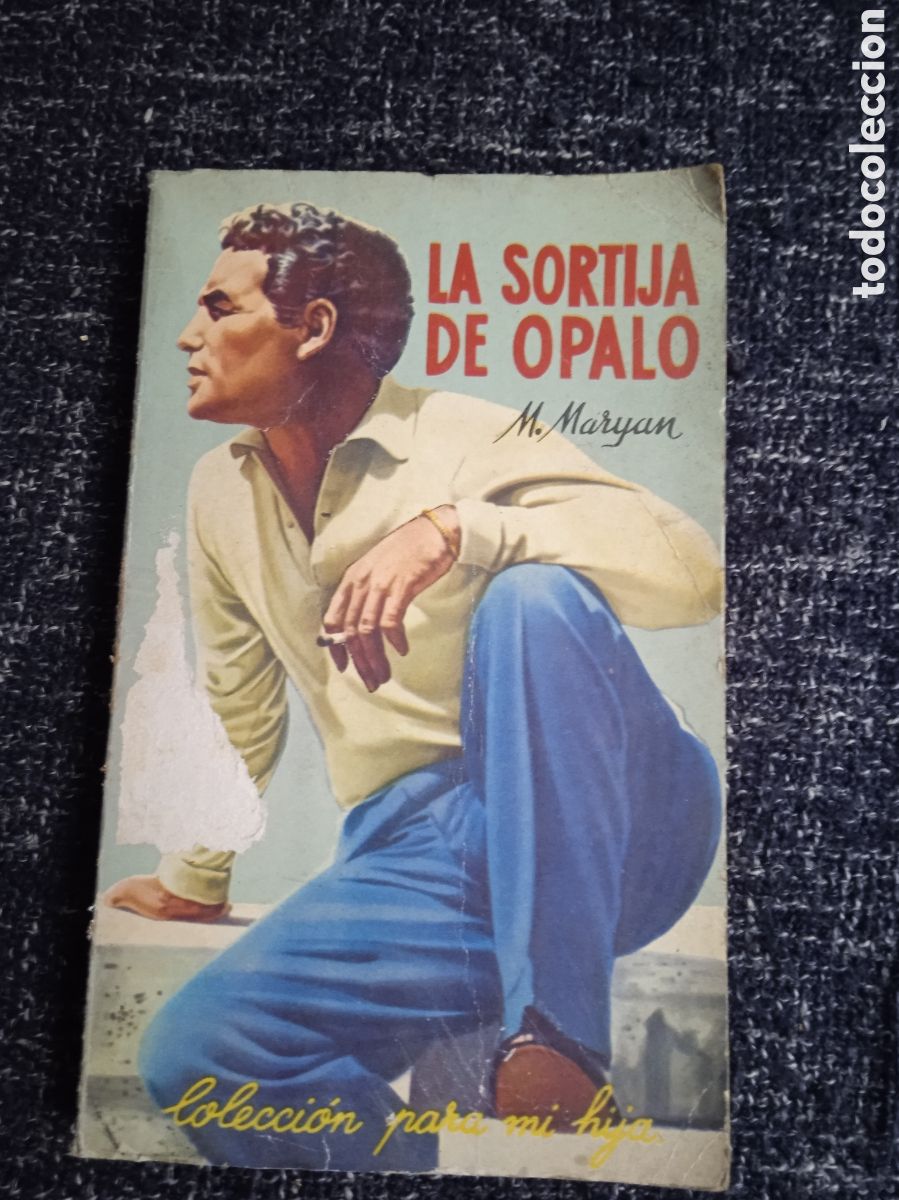 LA SORTIJA
DE OPALO
M. Maryan
Colección para mi hija.
todocoleccion